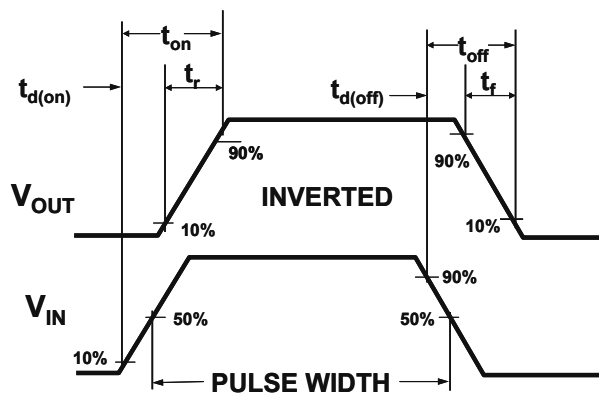 ton
toff
td(on)
tr
td(off)
tf
90%
90%
VOUT
INVERTED
10%
10%
90%
VIN
50%
50%
10%
PULSE WIDTH